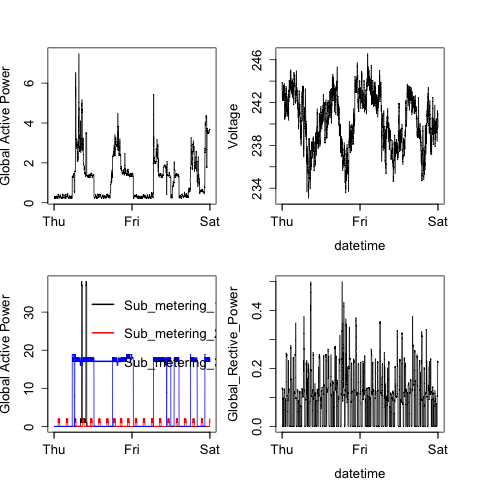 Global Active Power
0 2 4 6
Thu Fri Sat
Voltage
234 238 242 246
Thu Fri Sat
datetime
Global Active Power
0 10 20 30
Sub_metering_
Sub_metering_
Sub_metering_
Thu Fri Sat
Global_Rective_Power
0.0 0.2 0.4
Thu Fri Sat
datetime